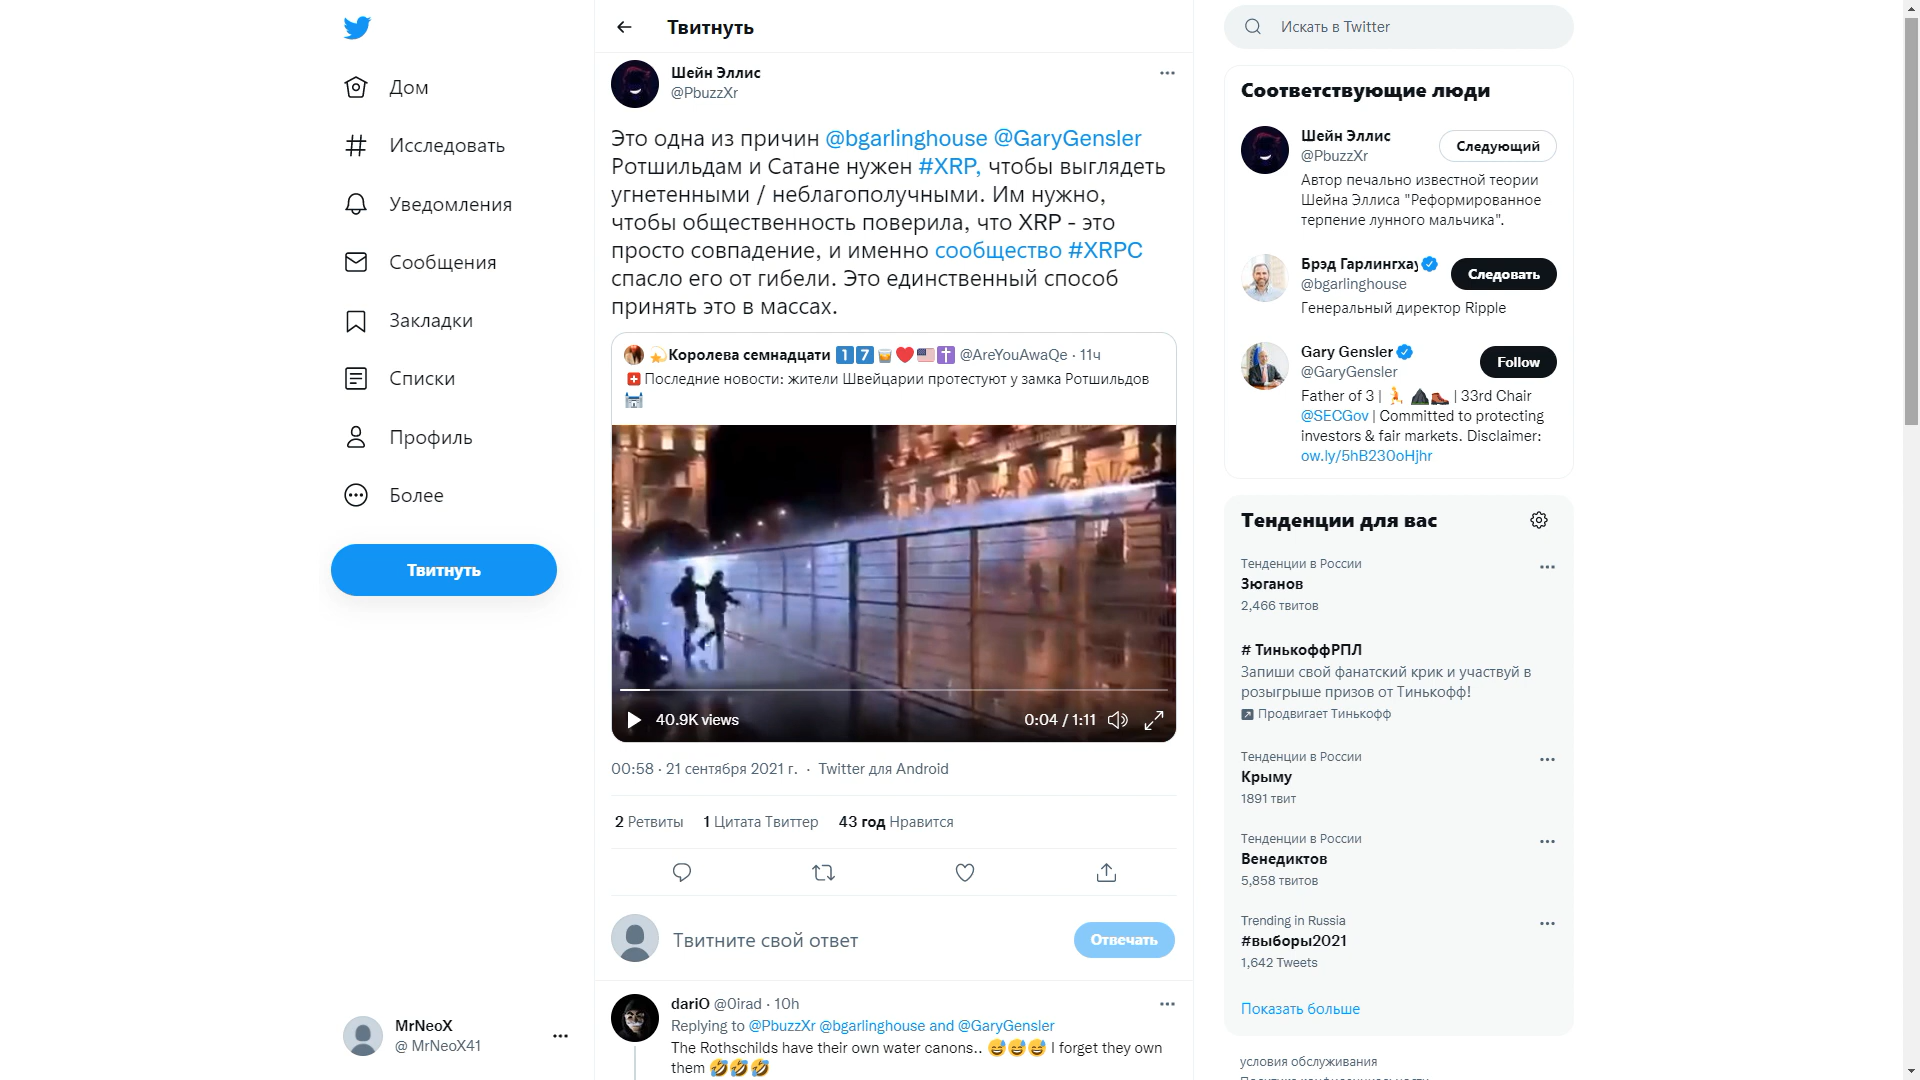 Твитнуть
Искать в Twitter
Дом
Исследовать
Уведомления
Сообщения
Закладки
Списки
Профиль
Более
Твитнуть
MrNeoX
@ MrNeoX41
Шейн Эллис
@PbuzzXr
Это одна из причин @bgarlinghouse @GaryGensler
Ротшильдам и Сатане нужен #XRP, чтобы выглядеть
угнетенными / неблагополучными. Им нужно,
чтобы общественность поверила, что XRP - это
просто совпадение, и именно сообщество #XRPC
спасло его от гибели. Это единственный способ
принять это в массах.
💫Королева семнадцати 1️⃣7️⃣🥃❤️🇺🇸✝️ @AreYouAwaQe · 11ч
🇨🇭Последние новости: жители Швейцарии протестуют у замка Ротшильдов
🏰
40.9K views
0:04 / 1:11
00:58 · 21 сентября 2021 г. · Twitter для Android
2 Ретвиты 1 Цитата Твиттер 43 год Нравится
Твитните свой ответ
Отвечать
dariO @0irad · 10h
Replying to @PbuzzXr @bgarlinghouse and @GaryGensler
The Rothschilds have their own water canons.. 😅😅😅 I forget they own
them 🤣🤣🤣
Соответствующие люди
Шейн Эллис
@PbuzzXr
Следующий
Автор печально известной теории
Шейна Эллиса "Реформированное
терпение лунного мальчика".
Брэд Гарлингхау
@bgarlinghouse
Следовать
Генеральный директор Ripple
Gary Gensler
@GaryGensler
Follow
Father of 3 | 🏃 ⛰🥾 | 33rd Chair
@SECGov | Committed to protecting
investors & fair markets. Disclaimer:
ow.ly/5hB230oHjhr
Тенденции для вас
Тенденции в России
Зюганов
2,466 твитов
# ТинькоффРПЛ
Запиши свой фанатский крик и участвуй в
розыгрыше призов от Тинькофф!
Продвигает Тинькофф
Тенденции в России
Крыму
1891 твит
Тенденции в России
Венедиктов
5,858 твитов
Trending in Russia
#выборы2021
1,642 Tweets
Показать больше
условия обслуживания